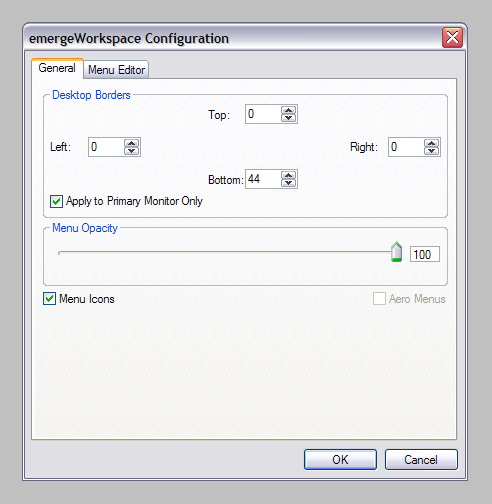 emergeWorkspace Configuration
General Menu Editor
Desktop Borders
Top: 0
Left: 0 Right: 0
Bottom: 44
Apply to Primary Monitor Only
Menu Opacity
100
Menu Icons Aero Menus
OK Cancel